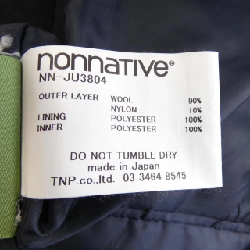 nonnative®
NN-JU3804
OUTER LAYER WOOL 90%
NYLON 10%
LINING POLYESTER 100%
INNER POLYESTER 100%
DO NOT TUMBLE DRY
made in Japan
TNP.co.,ltd. 03 3464 8545